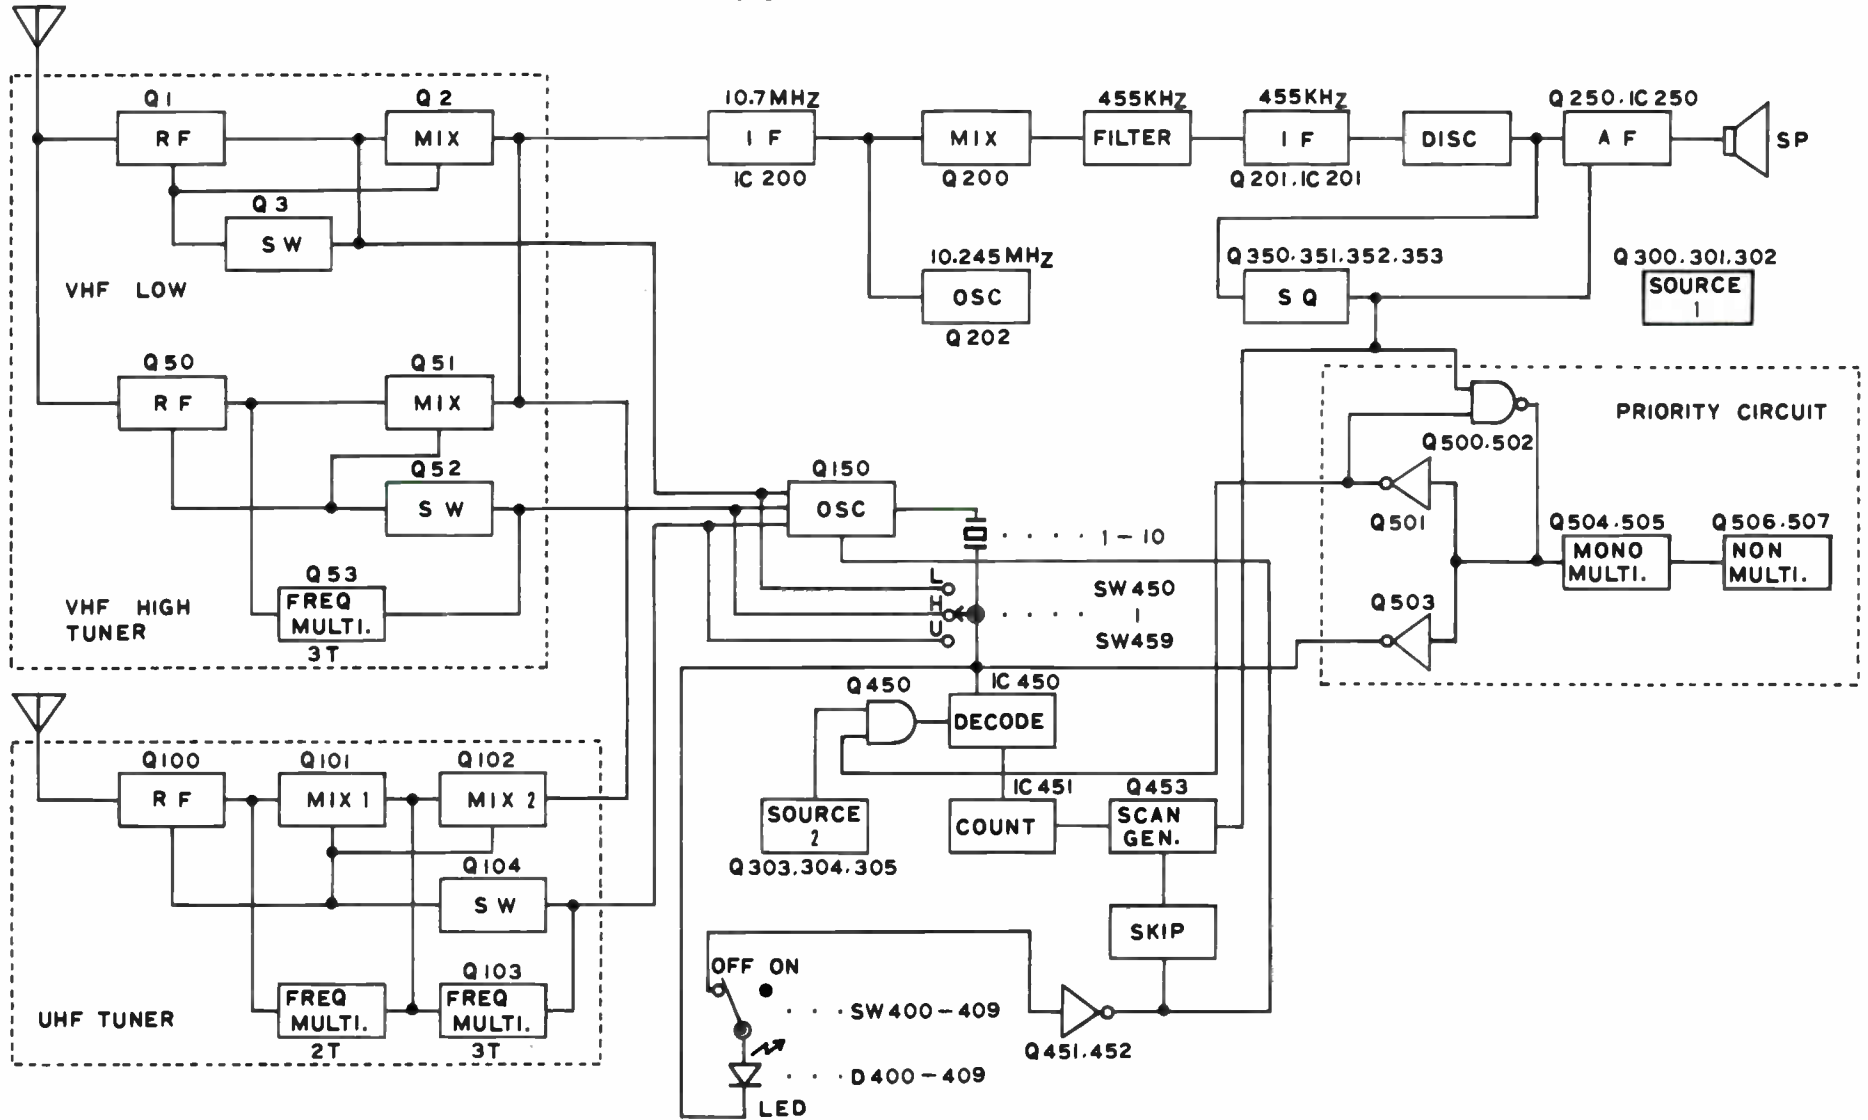 Q1
RF
Q2
MIX
Q3
SW
VHF LOW
Q50
RF
Q51
MIX
Q52
SW
Q53
FREQ
MULTI.
3T
VHF HIGH
TUNER
Q100
RF
Q101
MIX 1
Q102
MIX 2
Q104
SW
Q103
FREQ
MULTI.
2T
FREQ
MULTI.
3T
UHF TUNER
10.7MHz
IF
IC 200
MIX
Q200
10.245MHz
OSC
Q202
455KHz
FILTER
455KHz
IF
Q201.IC201
DISC
Q250.IC250
AF
SP
Q350.351.352.353
SQ
Q300.301.302
SOURCE
1
PRIORITY CIRCUIT
Q500.502
Q501
Q503
Q504.505
MONO
MULTI.
Q506.507
NON
MULTI.
Q150
OSC
1-10
L
H
U
SW450
|
SW459
Q450
IC450
DECODE
IC451
COUNT
Q453
SCAN
GEN.
SKIP
SOURCE
2
Q303.304.305
Q451.452
OFF ON
SW400-409
D400-409
LED